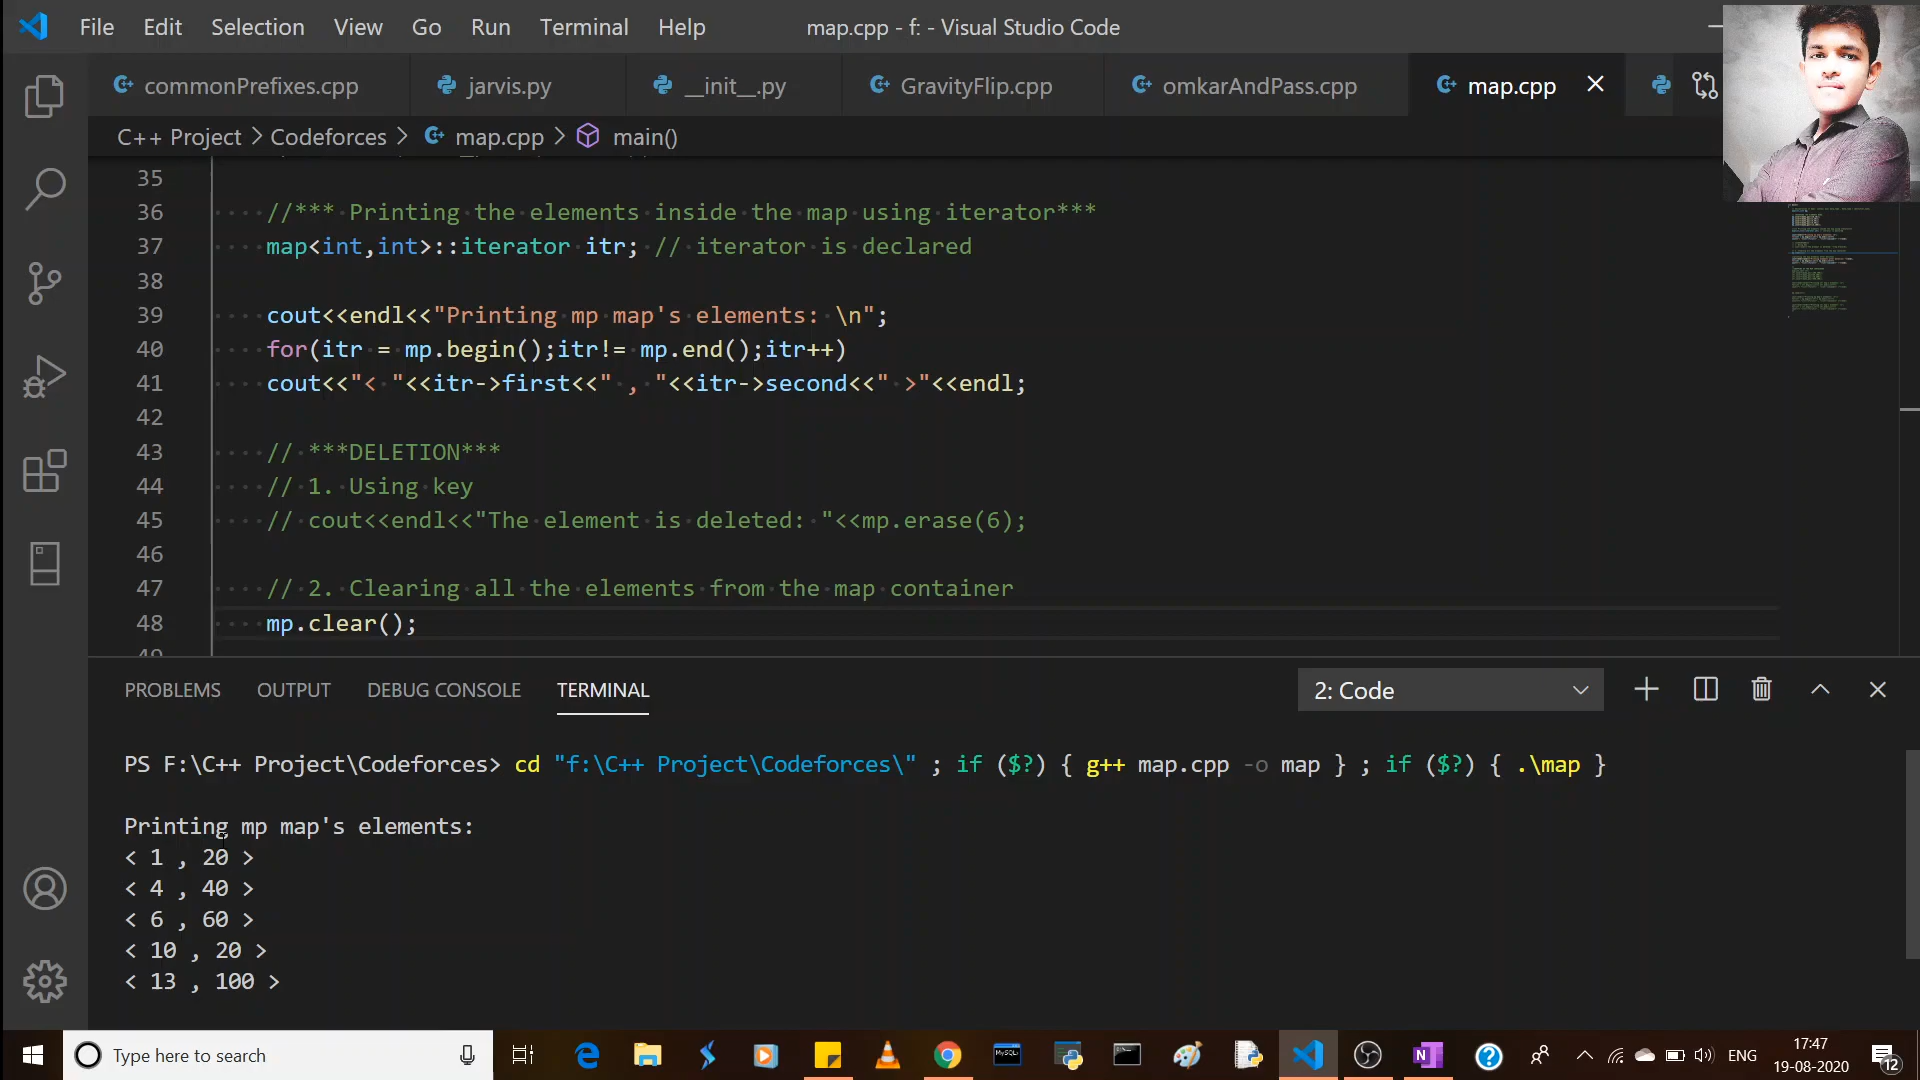 File Edit Selection View Go Run Terminal Help map.cpp - f: - Visual Studio Code
commonPrefixes.cpp jarvis.py __init__.py GravityFlip.cpp omkarAndPass.cpp map.cpp
C++ Project > Codeforces > map.cpp > main()
35
36 //*** Printing the elements inside the map using iterator***
37 map<int,int>::iterator itr; // iterator is declared
38
39 cout<<endl<<"Printing mp map's elements: \n";
40 for(itr = mp.begin();itr!= mp.end();itr++)
41 cout<<"< "<<itr->first<<" , "<<itr->second<<" >"<<endl;
42
43 // ***DELETION***
44 // 1. Using key
45 // cout<<endl<<"The element is deleted: "<<mp.erase(6);
46
47 // 2. Clearing all the elements from the map container
48 mp.clear();
49
PROBLEMS OUTPUT DEBUG CONSOLE TERMINAL 2: Code
PS F:\C++ Project\Codeforces> cd "f:\C++ Project\Codeforces\" ; if ($?) { g++ map.cpp -o map } ; if ($?) { .\map }
Printing mp map's elements:
< 1 , 20 >
< 4 , 40 >
< 6 , 60 >
< 10 , 20 >
< 13 , 100 >
Type here to search MySQL ENG 17:47
19-08-2020 12